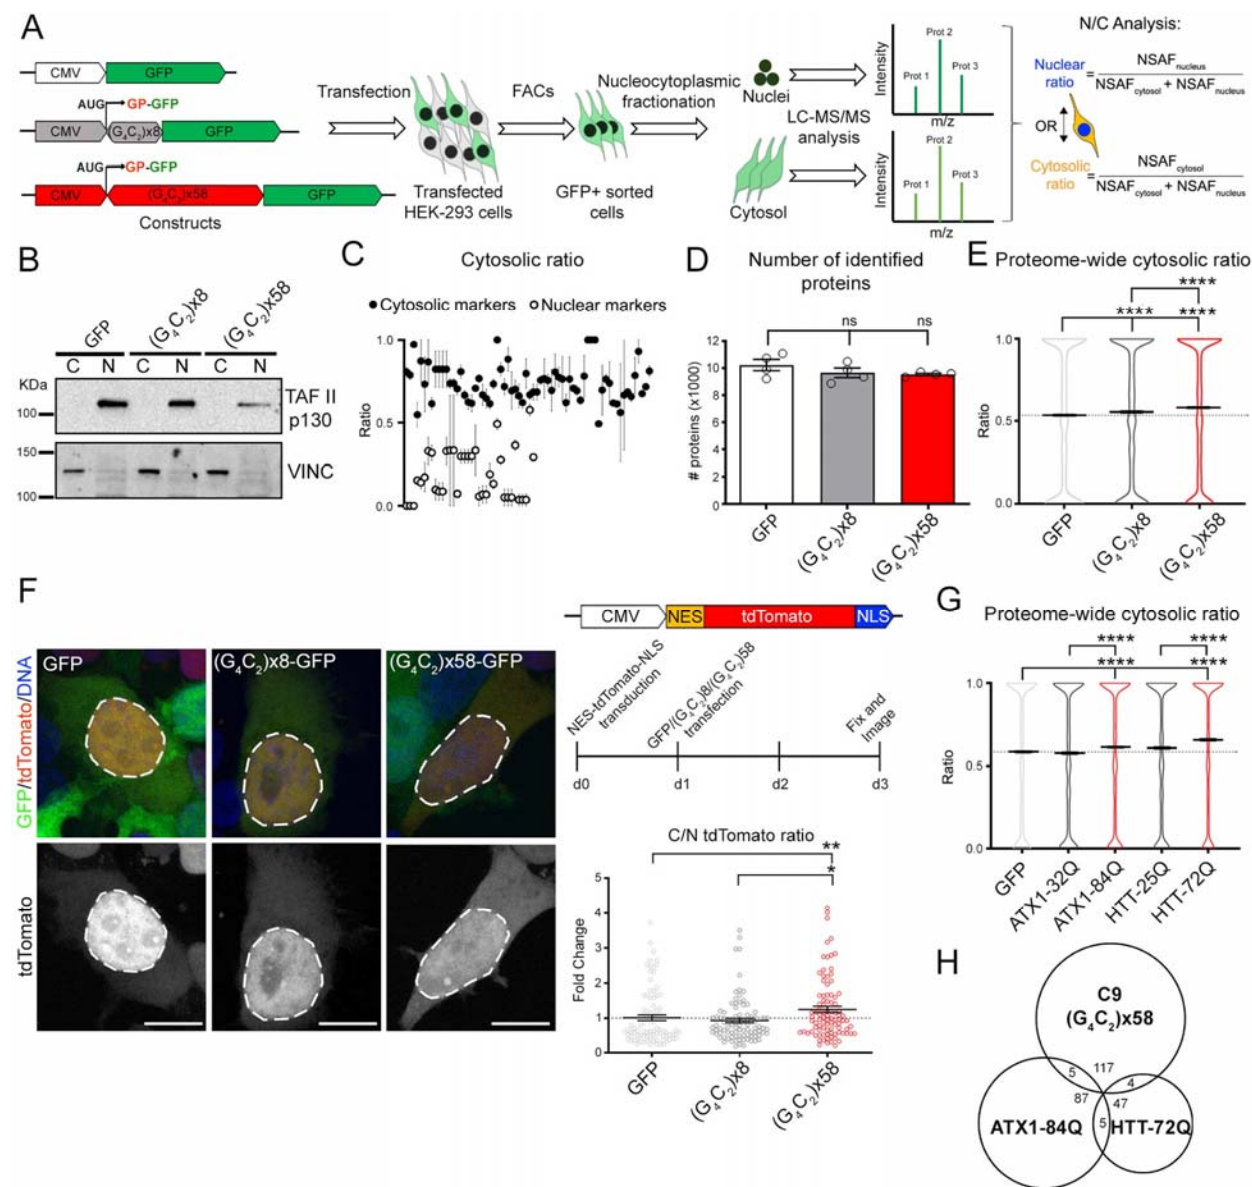 A
CMV
GFP
AUG
GP-GFP
CMV
(G4C2)x8
GFP
AUG
GP-GFP
CMV
(G4C2)x58
GFP
Constructs
Transfection
Transfected
HEK-293 cells
FACs
GFP+ sorted
cells
Nucleocytoplasmic
fractionation
Nuclei
Cytosol
LC-MS/MS
analysis
Intensity
Prot 1
Prot 2
Prot 3
m/z
Intensity
Prot 1
Prot 2
Prot 3
m/z
N/C Analysis:
Nuclear
ratio
=
NSAFnucleus
NSAFcytosol + NSAFnucleus
OR
Cytosolic
ratio
=
NSAFcytosol
NSAFcytosol + NSAFnucleus
B
GFP
(G4C2)x8
(G4C2)x58
C N C N C N
KDa
100
TAF II
p130
150
100
VINC
C
Cytosolic ratio
Cytosolic markers
Nuclear markers
Ratio
1.0
0.5
0.0
D
Number of identified
proteins
ns
ns
# proteins (x1000)
12
10
8
6
4
2
0
GFP
(G4C2)x8
(G4C2)x58
E
Proteome-wide cytosolic ratio
****
**** ****
Ratio
1.0
0.5
0.0
GFP
(G4C2)x8
(G4C2)x58
F
GFP/tdTomato/DNA
GFP
(G4C2)x8-GFP
(G4C2)x58-GFP
tdTomato
CMV
NES
tdTomato
NLS
NES-tdTomato-NLS
transduction
GFP/(G4C2)8/(G4C2)58
transfection
Fix and
Image
d0
d1
d2
d3
C/N tdTomato ratio
**
*
Fold Change
5
4
3
2
1
0
GFP
(G4C2)x8
(G4C2)x58
G
Proteome-wide cytosolic ratio
**** ****
**** ****
Ratio
1.0
0.5
0.0
GFP
ATX1-32Q
ATX1-84Q
HTT-25Q
HTT-72Q
H
C9
(G4C2)x58
5
117
4
87
47
ATX1-84Q
5
HTT-72Q